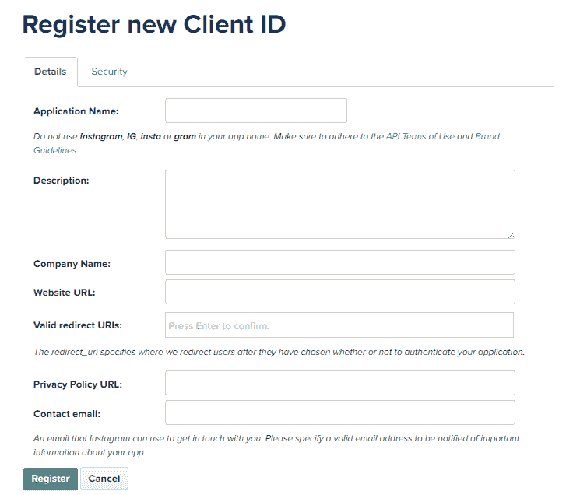 Register new Client ID
Details
Security
Application Name:
Do not use Instagram, IG, insta or gram in your app name. Make sure to adhere to the API Terms of Use and Brand
Guidelines.
Description:
Company Name:
Website URL:
Valid redirect URIs:
Press Enter to confirm.
The redirect_uri specifies where we redirect users after they have chosen whether or not to authenticate your application.
Privacy Policy URL:
Contact email:
An email that Instagram can use to get in touch with you. Please specify a valid email address to be notified of important
information about your app.
Register
Cancel